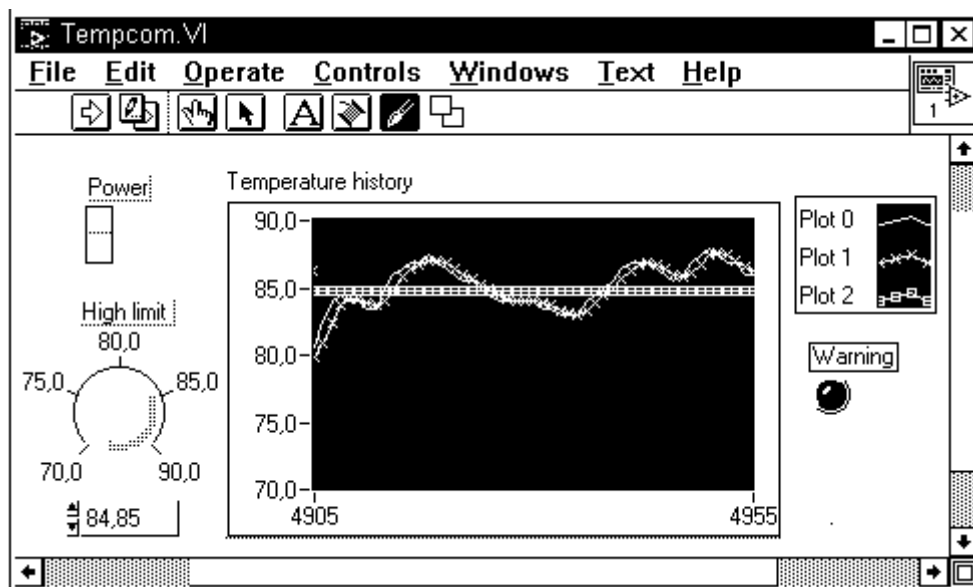 Tempcom.VI
File Edit Operate Controls Windows Text Help
A
1
Power
Temperature history
90,0
85,0
80,0
75,0
70,0
4905 4955
Plot 0
Plot 1
Plot 2
Warning
High limit
80,0
75,0 85,0
70,0 90,0
84,85